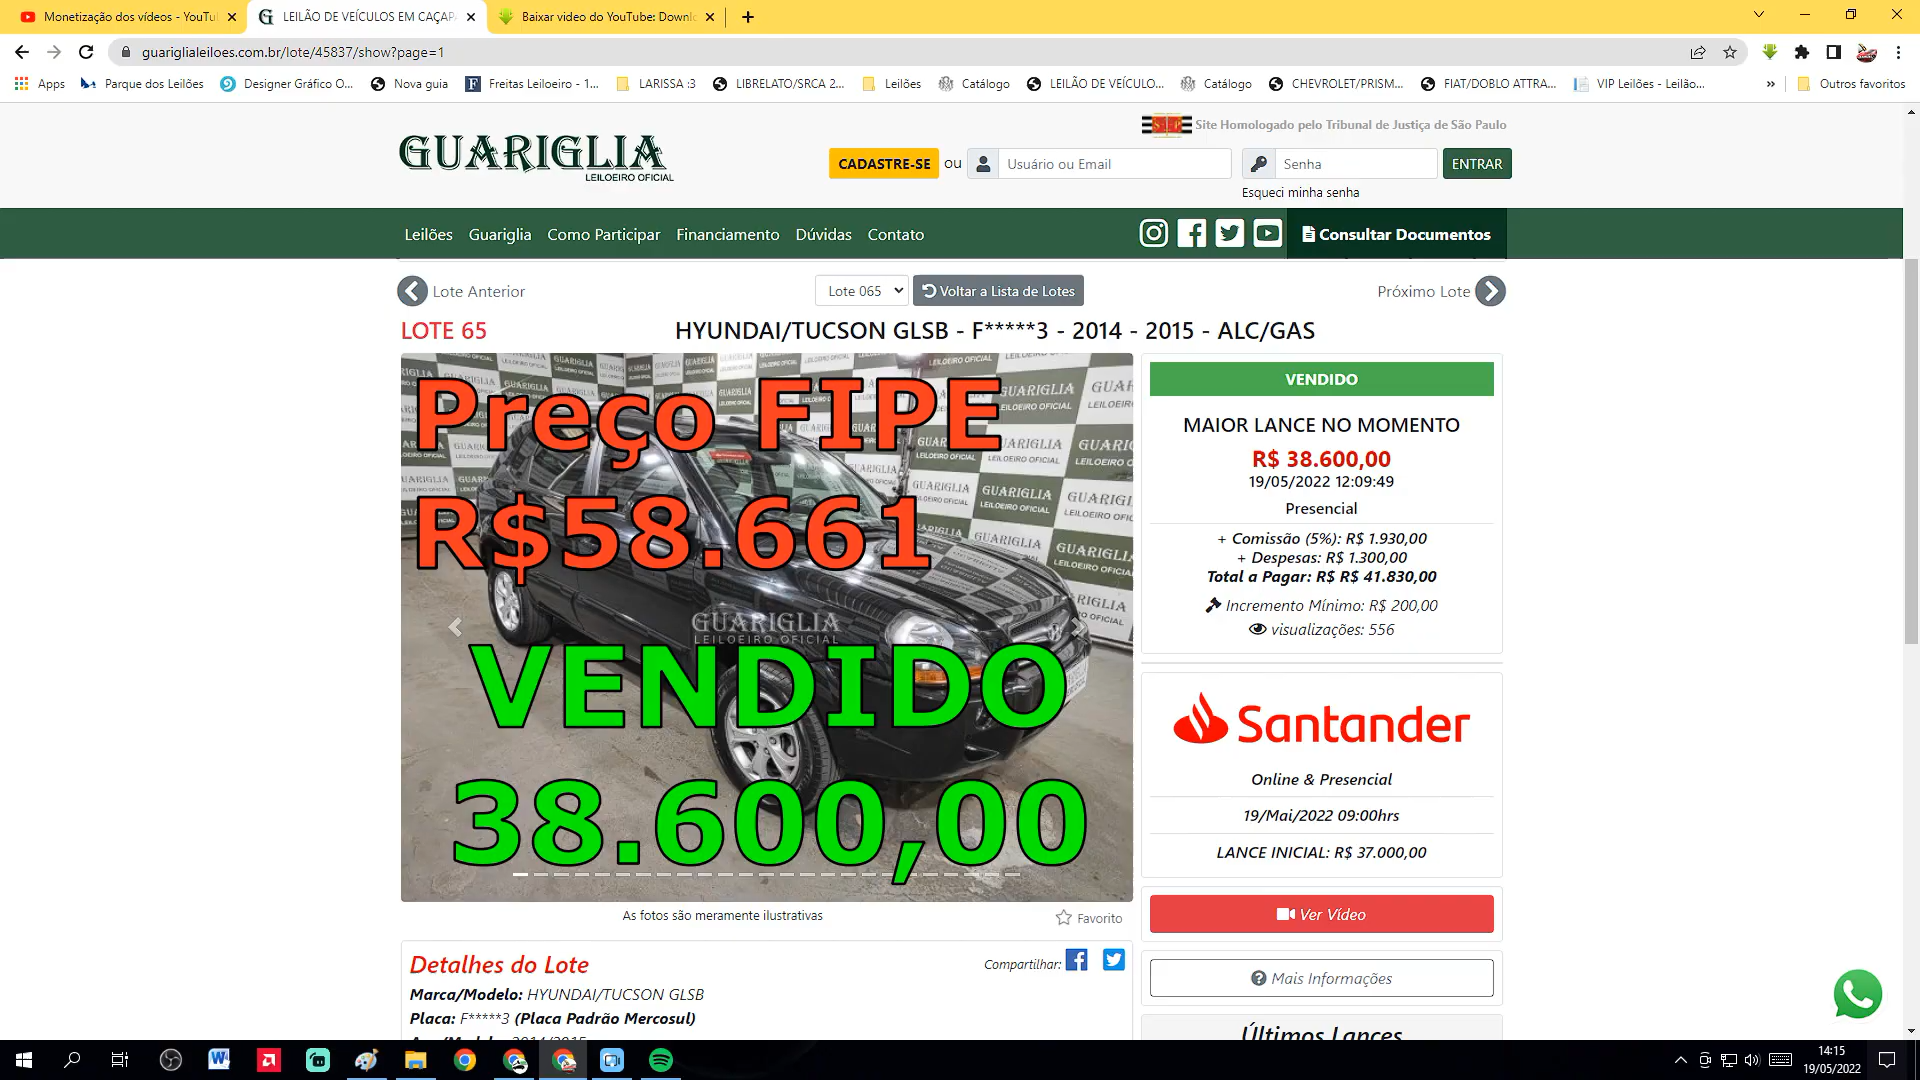 Monetização dos vídeos - YouTu
LEILÃO DE VEÍCULOS EM CAÇAPA
Baixar video do YouTube: Downl
guariglialeiloes.com.br/lote/45837/show?page=1
Apps
Parque dos Leilões
Designer Gráfico O...
Nova guia
Freitas Leiloeiro - 1...
LARISSA :3
LIBRELATO/SRCA 2...
Leilões
Catálogo
LEILÃO DE VEÍCULO...
Catálogo
CHEVROLET/PRISM...
FIAT/DOBLO ATTRA...
VIP Leilões - Leilão...
»
Outros favoritos
Site Homologado pelo Tribunal de Justiça de São Paulo
GUARIGLIA
LEILOEIRO OFICIAL
CADASTRE-SE ou Usuário ou Email Senha ENTRAR
Esqueci minha senha
Leilões Guariglia Como Participar Financiamento Dúvidas Contato
Consultar Documentos
Lote Anterior
Lote 065
Voltar a Lista de Lotes
Próximo Lote
LOTE 65
HYUNDAI/TUCSON GLSB - F*****3 - 2014 - 2015 - ALC/GAS
Preço FIPE
R$58.661
GUARIGLIA
LEILOEIRO OFICIAL
VENDIDO
38.600,00
As fotos são meramente ilustrativas
Favorito
VENDIDO
MAIOR LANCE NO MOMENTO
R$ 38.600,00
19/05/2022 12:09:49
Presencial
+ Comissão (5%): R$ 1.930,00
+ Despesas: R$ 1.300,00
Total a Pagar: R$ R$ 41.830,00
Incremento Mínimo: R$ 200,00
visualizações: 556
Santander
Online & Presencial
19/Mai/2022 09:00hrs
LANCE INICIAL: R$ 37.000,00
Ver Vídeo
Mais Informações
Últimos Lances
Detalhes do Lote
Compartilhar:
Marca/Modelo: HYUNDAI/TUCSON GLSB
Placa: F*****3 (Placa Padrão Mercosul)
14:15
19/05/2022